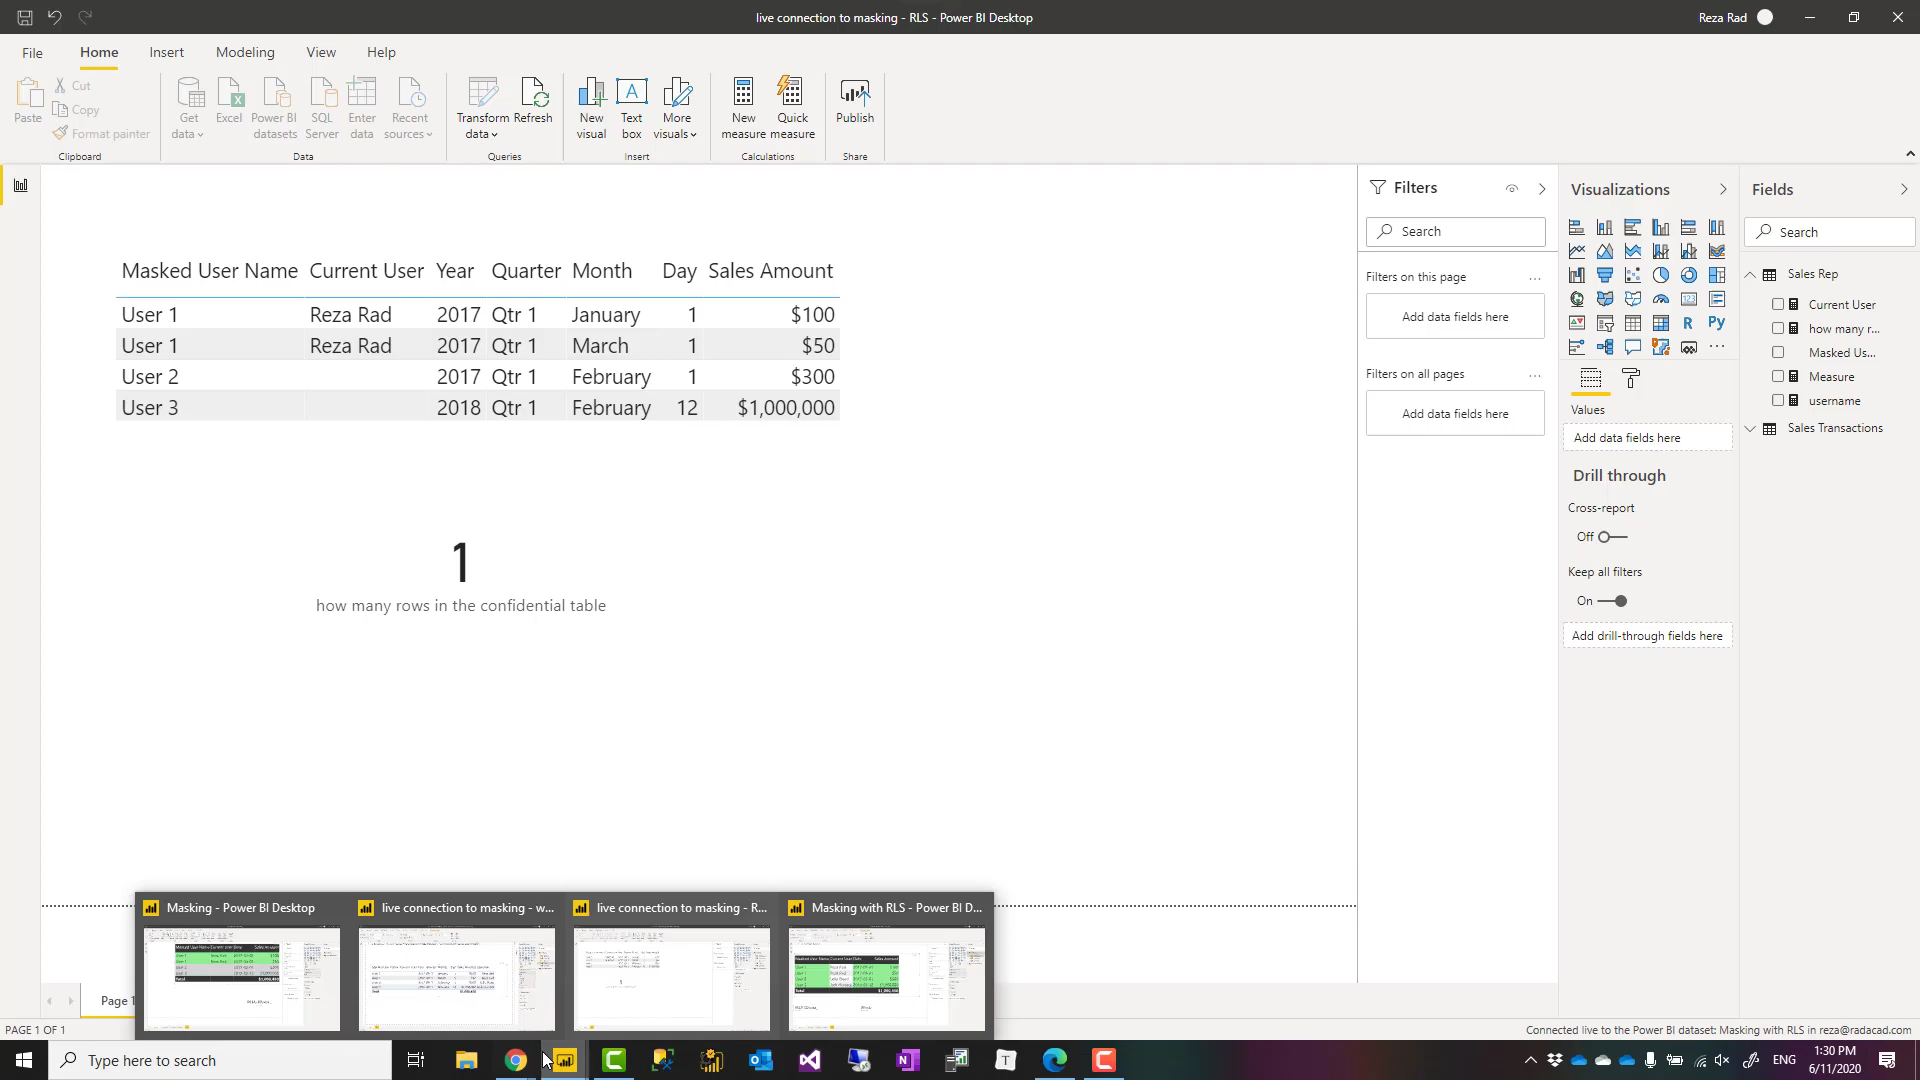 live connection to masking - RLS - Power BI Desktop
Reza Rad
File Home Insert Modeling View Help
Paste
Cut
Copy
Format painter
Clipboard
Get data
Excel
Power BI datasets
SQL Server
Enter data
Recent sources
Data
Transform data
Refresh
Queries
New visual
Text box
More visuals
Insert
New measure
Quick measure
Calculations
Publish
Share
Masked User Name Current User Year Quarter Month Day Sales Amount
User 1 Reza Rad 2017 Qtr 1 January 1 $100
User 1 Reza Rad 2017 Qtr 1 March 1 $50
User 2 2017 Qtr 1 February 1 $300
User 3 2018 Qtr 1 February 12 $1,000,000
1
how many rows in the confidential table
Filters
Search
Filters on this page ...
Add data fields here
Filters on all pages ...
Add data fields here
Visualizations
R Py
123
...
Values
Add data fields here
Drill through
Cross-report
Off
Keep all filters
On
Add drill-through fields here
Fields
Search
Sales Rep
Current User
how many r...
Masked Us...
Measure
username
Sales Transactions
Masking - Power BI Desktop
live connection to masking - w...
live connection to masking - R...
Masking with RLS - Power BI D...
Page 1
PAGE 1 OF 1
Connected live to the Power BI dataset: Masking with RLS in reza@radacad.com
Type here to search
ENG
1:30 PM
6/11/2020